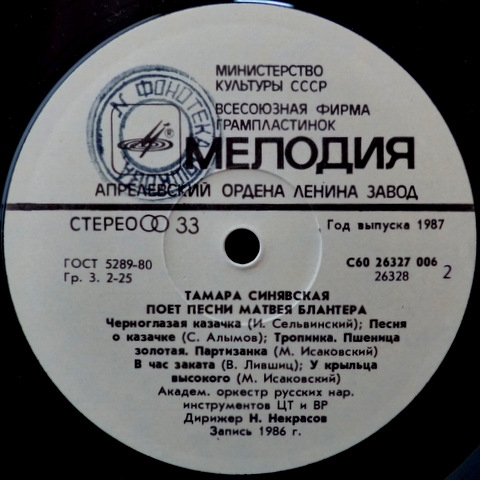 МИНИСТЕРСТВО
КУЛЬТУРЫ СССР
ВСЕСОЮЗНАЯ ФИРМА
ГРАМПЛАСТИНОК
ФОНОТЕКА
МЕЛОДИЯ
АПРЕЛЕВСКИЙ ОРДЕНА ЛЕНИНА ЗАВОД
СТЕРЕО 33
Год выпуска 1987
ГОСТ 5289-80
Гр. 3. 2-25
С60 26327 006
26328 2
ТАМАРА СИНЯВСКАЯ
ПОЕТ ПЕСНИ МАТВЕЯ БЛАНТЕРА
Черноглазая казачка (И. Сельвинский); Песня
о казачке (С. Алымов); Тропинка. Пшеница
золотая. Партизанка (М. Исаковский)
В час заката (В. Лившиц); У крыльца
высокого (М. Исаковский)
Академ. оркестр русских нар.
инструментов ЦТ и ВР
Дирижер Н. Некрасов
Запись 1986 г.